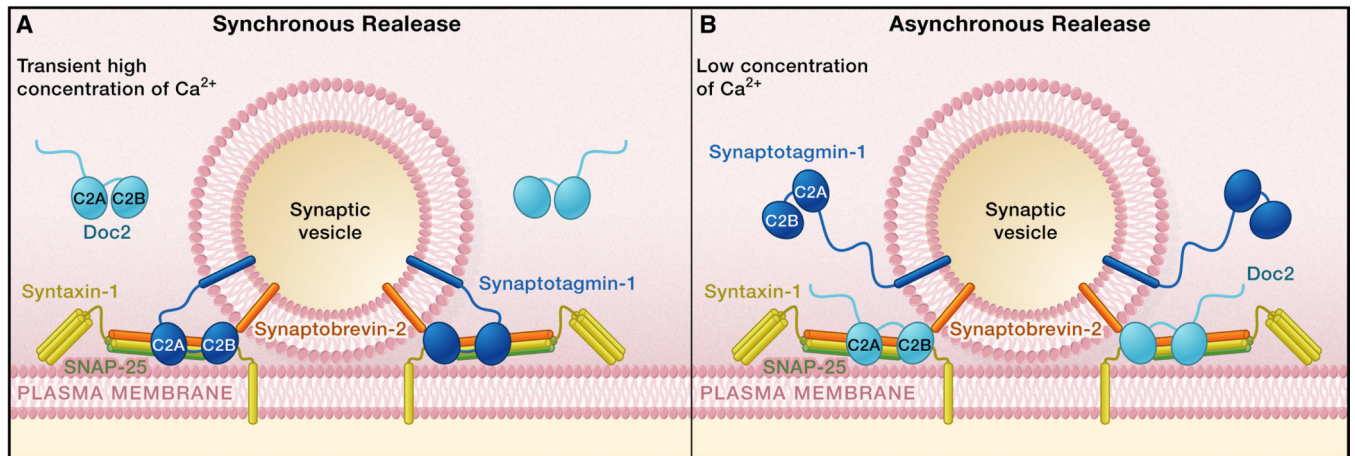 A
Synchronous Realease
Transient high
concentration of Ca²⁺
C2A
C2B
Doc2
Synaptic
vesicle
Syntaxin-1
Synaptotagmin-1
Synaptobrevin-2
C2A
C2B
SNAP-25
PLASMA MEMBRANE
B
Asynchronous Realease
Low concentration
of Ca²⁺
Synaptotagmin-1
C2A
C2B
Synaptic
vesicle
Doc2
Syntaxin-1
Synaptobrevin-2
C2A
C2B
SNAP-25
PLASMA MEMBRANE